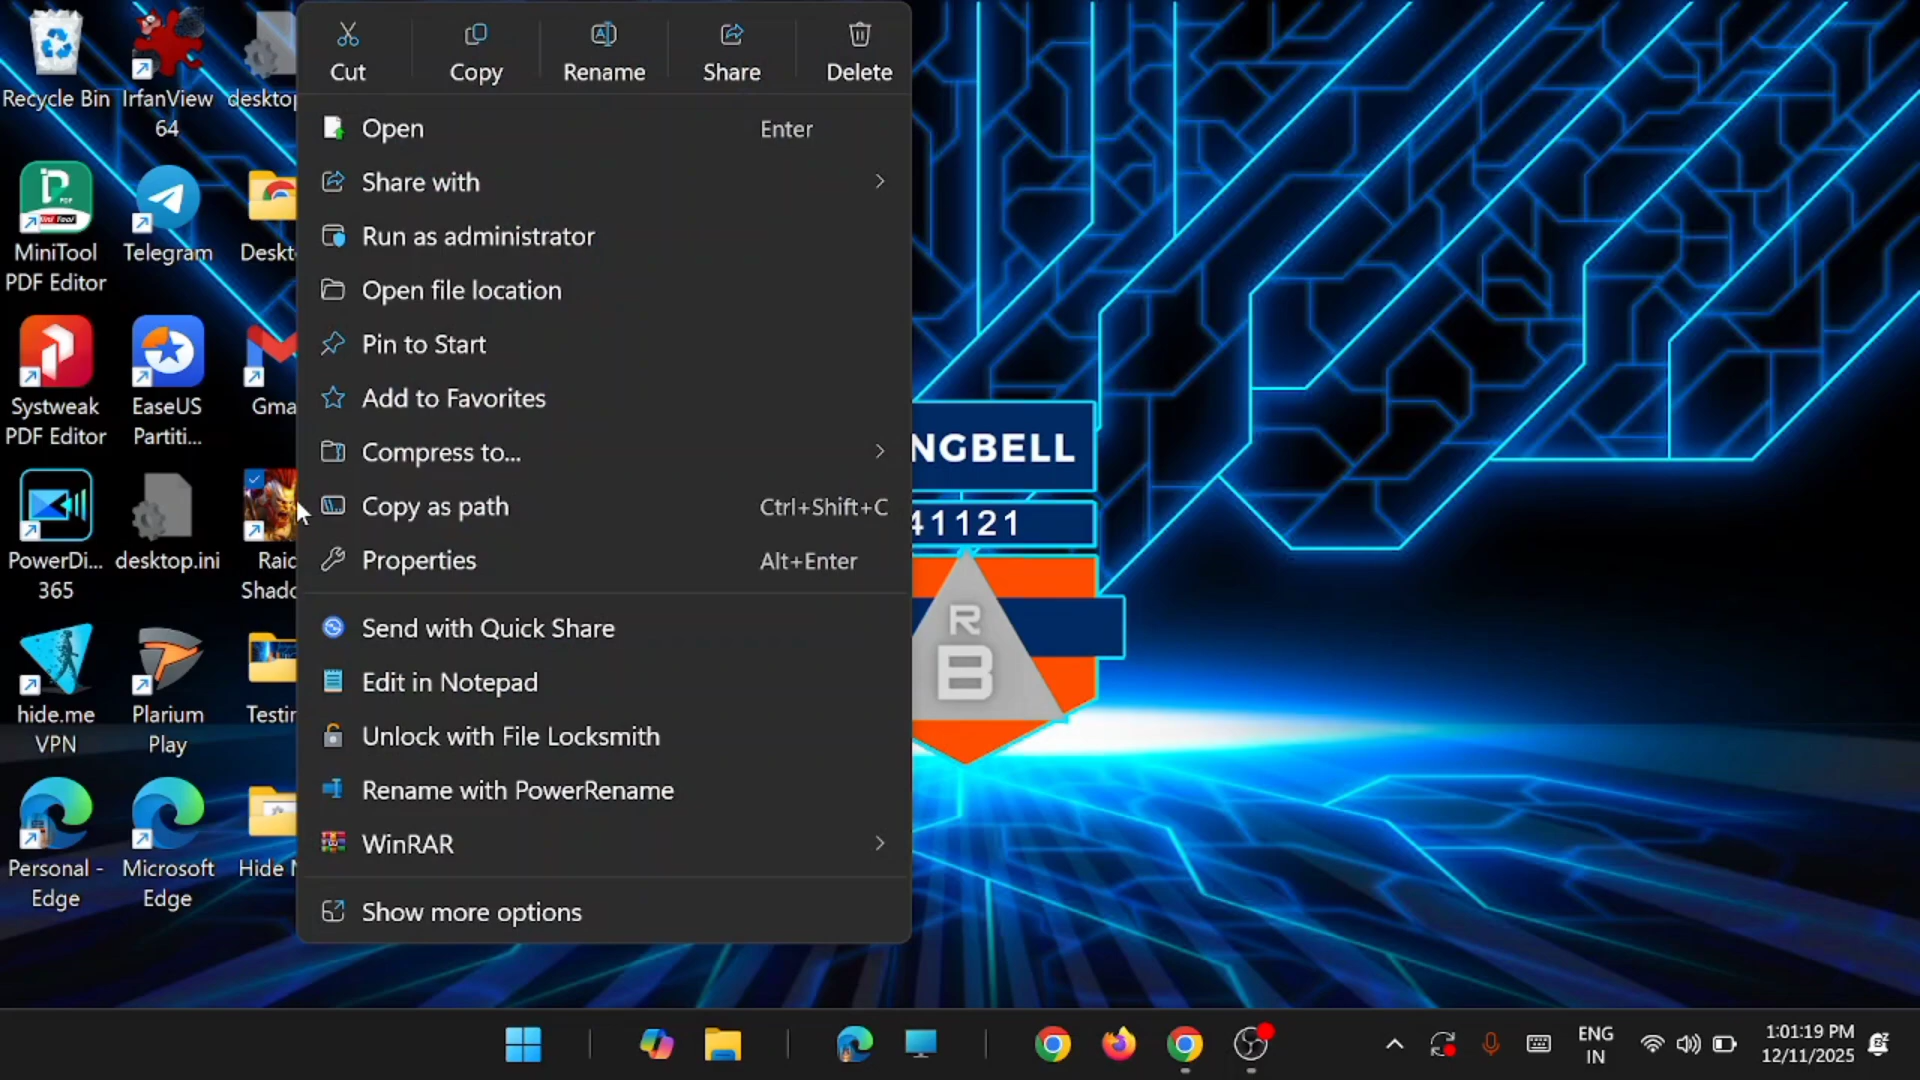 Cut
Copy
Rename
Share
Delete
Open Enter
Share with
Run as administrator
Open file location
Pin to Start
Add to Favorites
Compress to...
Copy as path Ctrl+Shift+C
Properties Alt+Enter
Send with Quick Share
Edit in Notepad
Unlock with File Locksmith
Rename with PowerRename
WinRAR
Show more options
Recycle Bin
IrfanView
64
desktop
MiniTool
PDF Editor
Telegram
Deskt
Systweak
PDF Editor
EaseUS
Partiti...
Gma
PowerDi...
365
desktop.ini
Raid
Shado
hide.me
VPN
Plarium
Play
Testin
Personal -
Edge
Microsoft
Edge
Hide
NGBELL
41121
R
B
ENG
IN
1:01:19 PM
12/11/2025